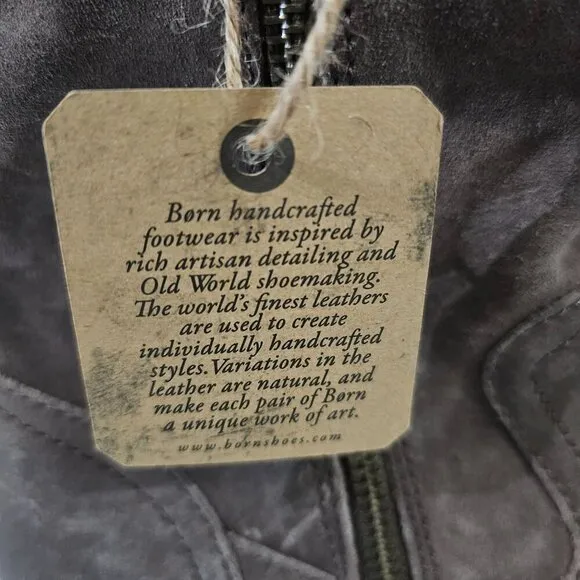 Børn handcrafted
footwear is inspired by
rich artisan detailing and
Old World shoemaking.
The world's finest leathers
are used to create
individually handcrafted
styles. Variations in the
leather are natural, and
make each pair of Børn
a unique work of art.
www.bornshoes.com